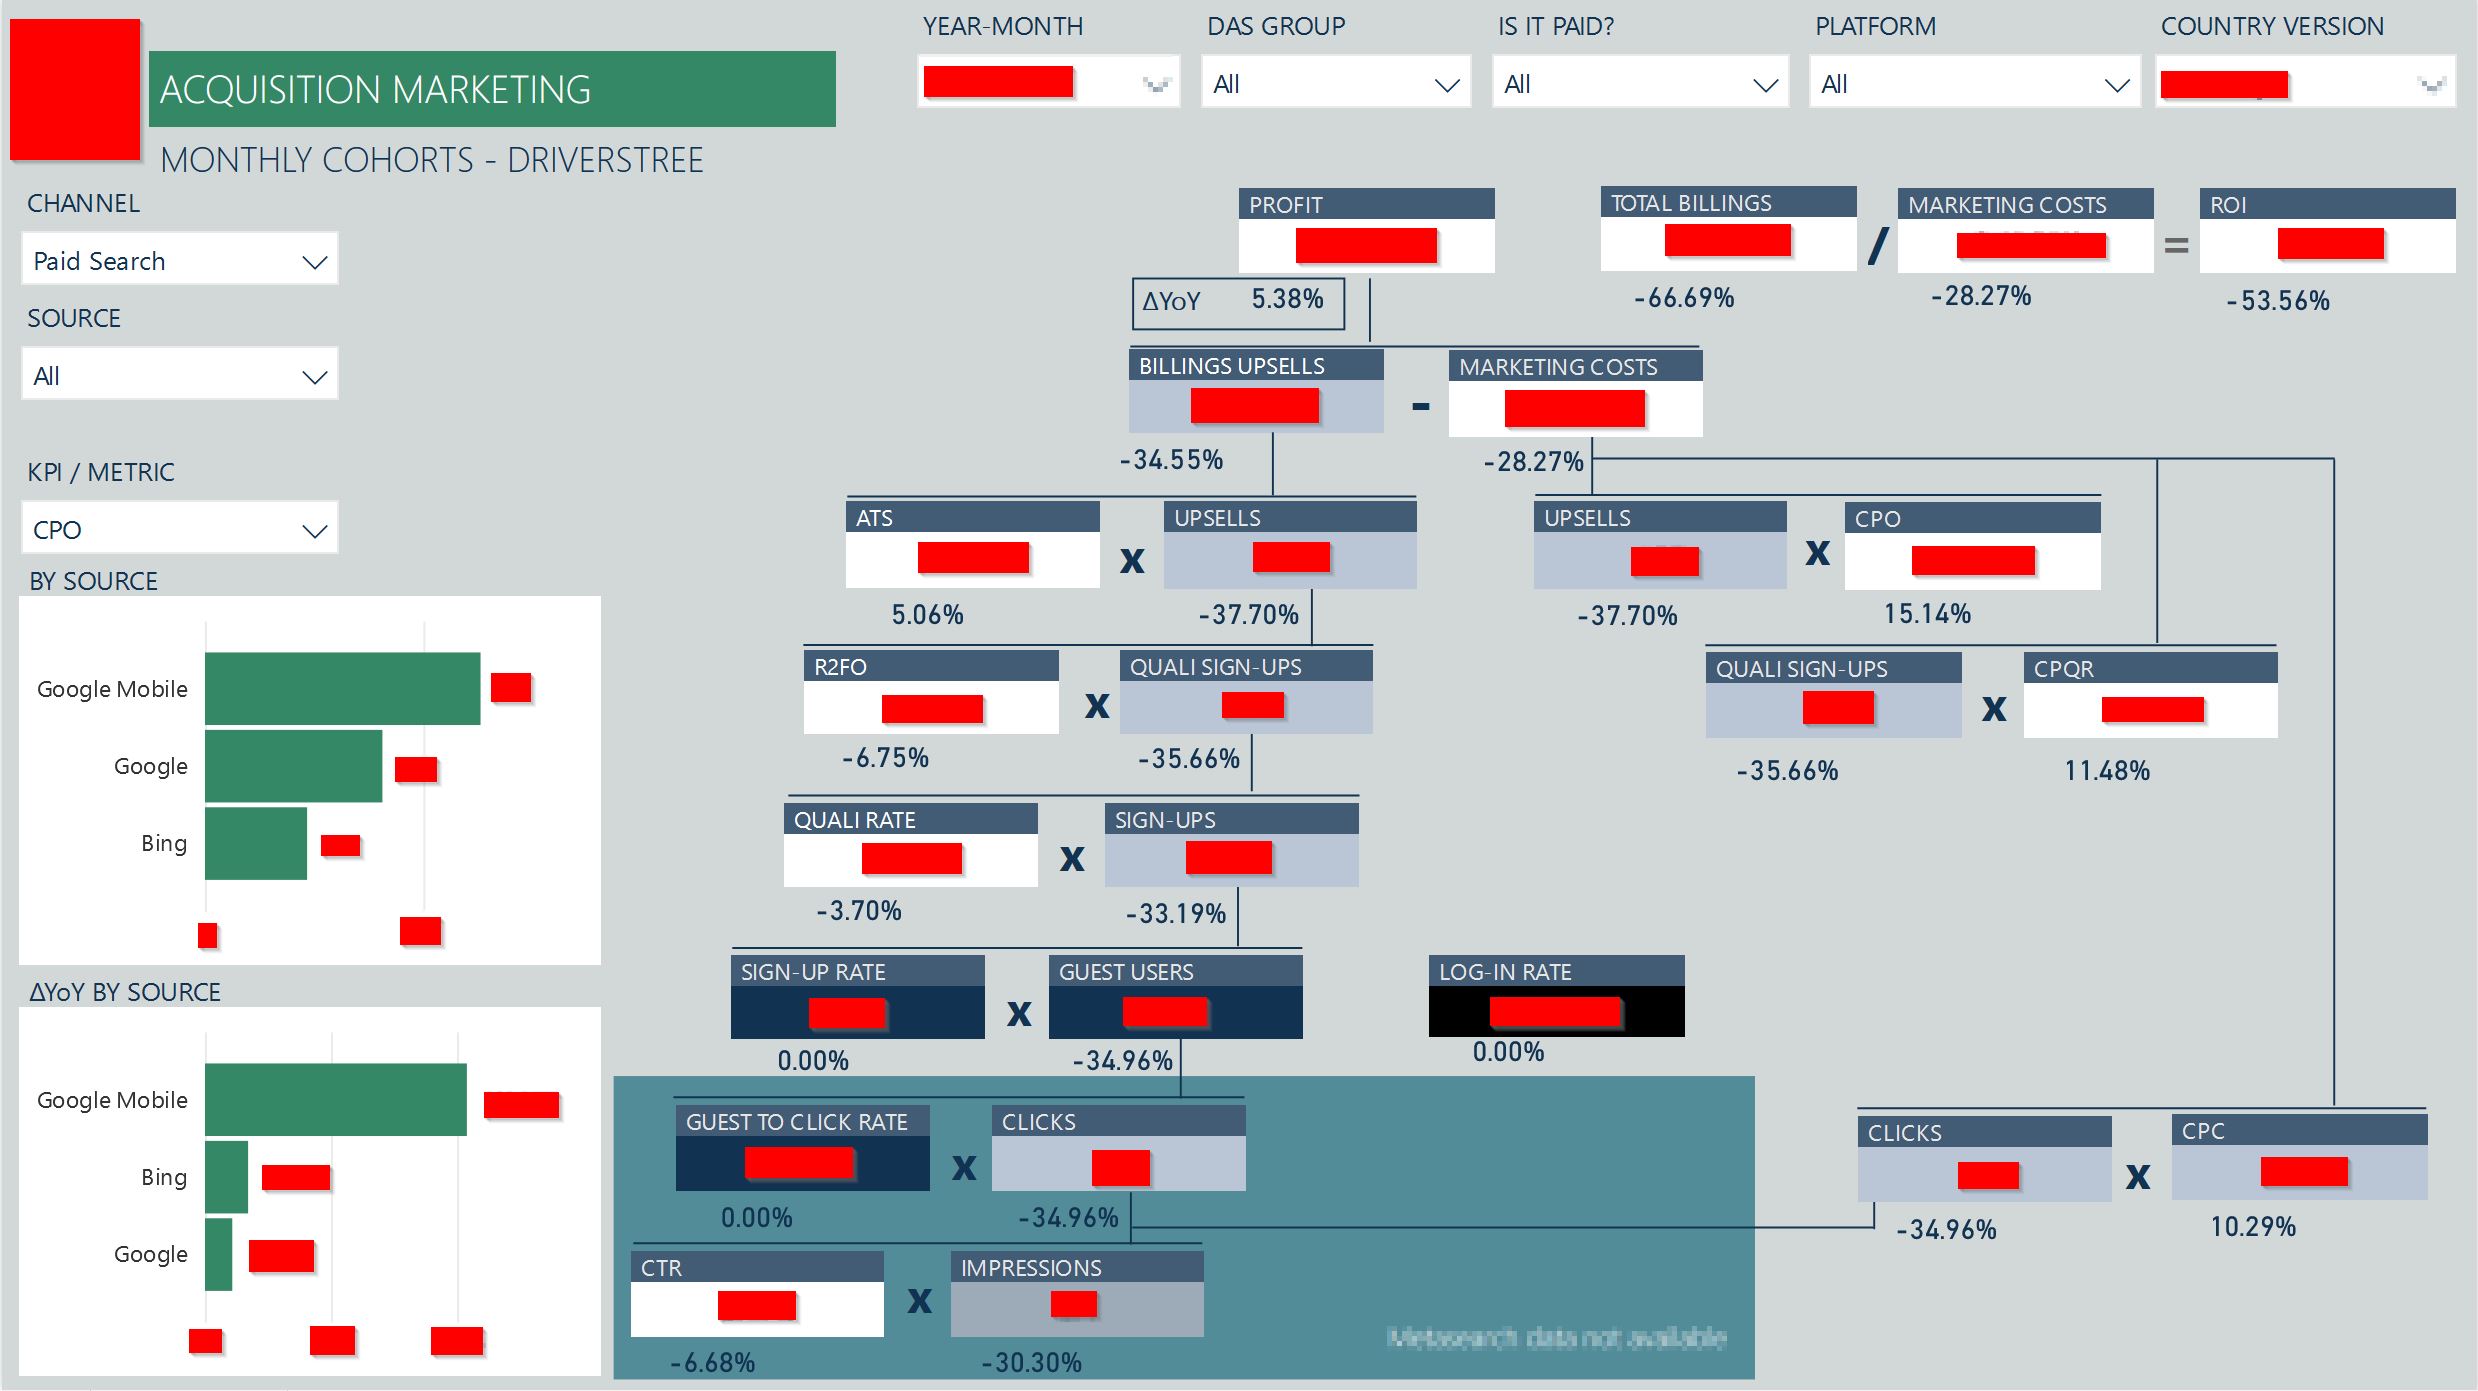 YEAR-MONTH
DAS GROUP
IS IT PAID?
PLATFORM
COUNTRY VERSION
All
All
All
ACQUISITION MARKETING
MONTHLY COHORTS - DRIVERSTREE
CHANNEL
Paid Search
SOURCE
All
KPI / METRIC
CPO
PROFIT
TOTAL BILLINGS
/
MARKETING COSTS
=
ROI
ΔYoY 5.38%
-66.69%
-28.27%
-53.56%
BILLINGS UPSELLS
-
MARKETING COSTS
-34.55%
-28.27%
ATS
x
UPSELLS
UPSELLS
x
CPO
5.06%
-37.70%
-37.70%
15.14%
R2FO
x
QUALI SIGN-UPS
QUALI SIGN-UPS
x
CPQR
-6.75%
-35.66%
-35.66%
11.48%
QUALI RATE
x
SIGN-UPS
-3.70%
-33.19%
SIGN-UP RATE
x
GUEST USERS
LOG-IN RATE
0.00%
-34.96%
0.00%
GUEST TO CLICK RATE
x
CLICKS
CLICKS
x
CPC
0.00%
-34.96%
-34.96%
10.29%
CTR
x
IMPRESSIONS
-6.68%
-30.30%
Metasearch data not available
BY SOURCE
Google Mobile
Google
Bing
ΔYoY BY SOURCE
Google Mobile
Bing
Google